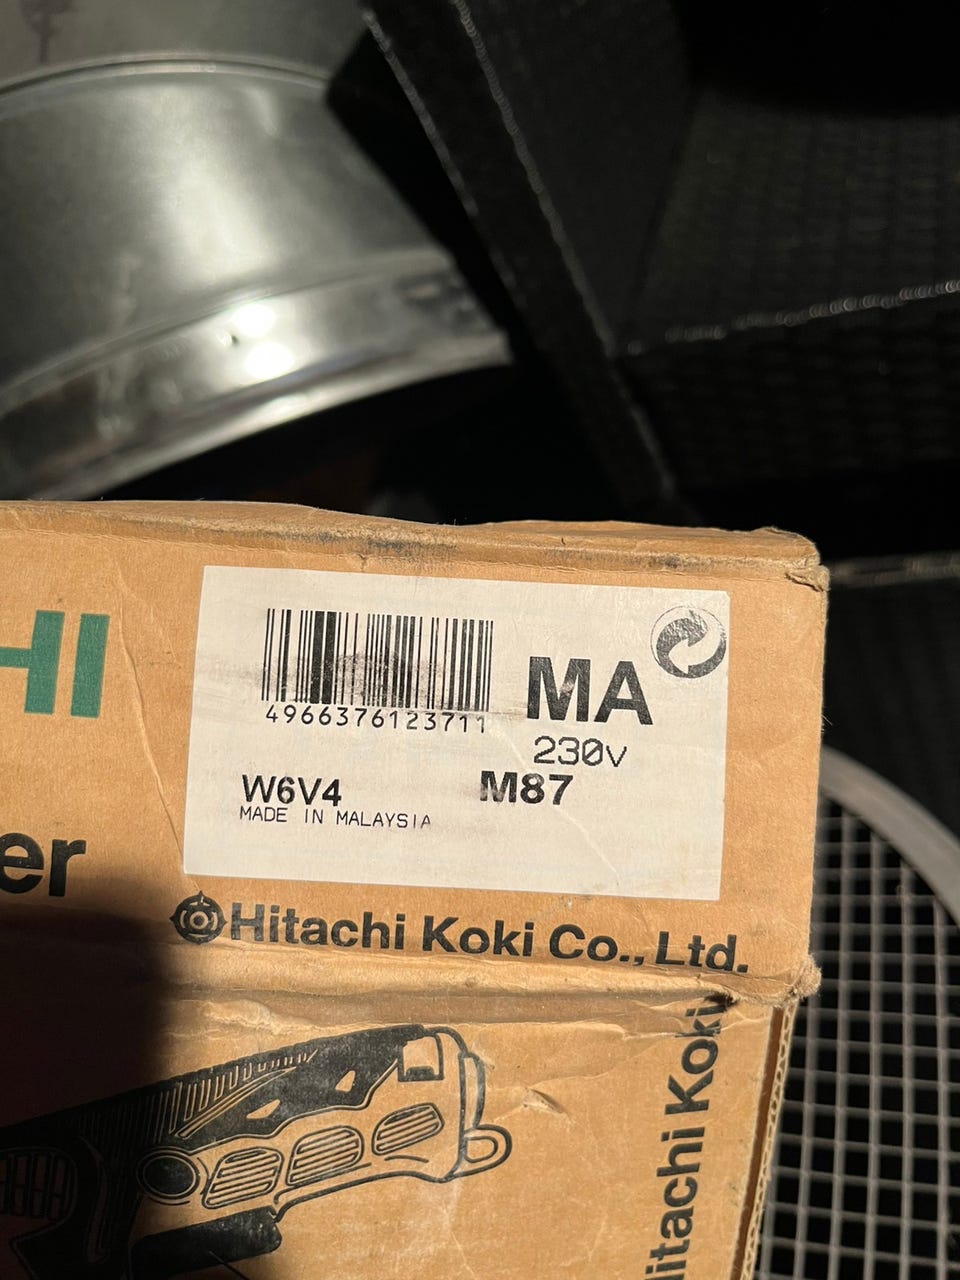 HI
er
4966376123711
MA
230v
W6V4
M87
MADE IN MALAYSIA
Hitachi Koki Co., Ltd.
Hitachi Koki